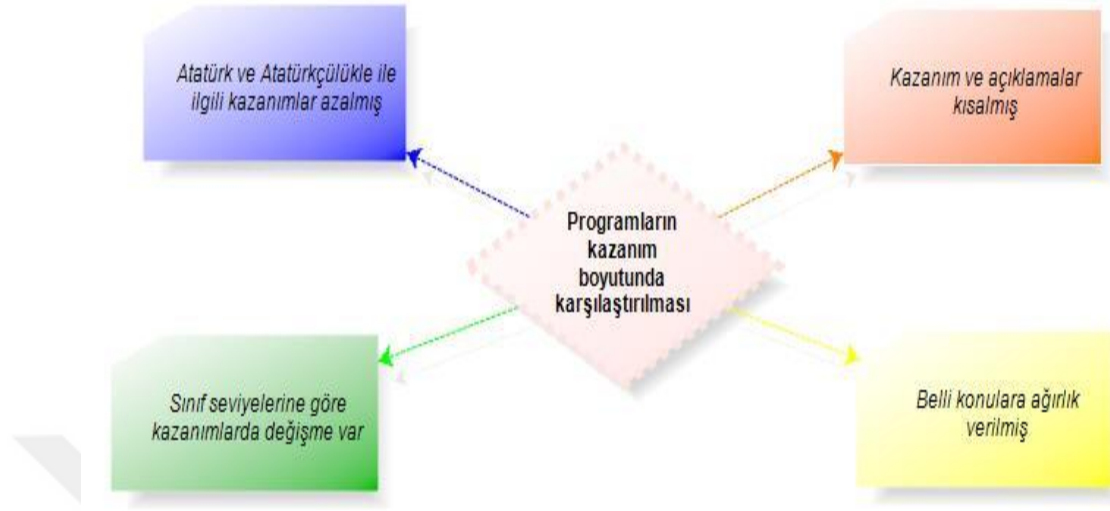 Atatürk ve Atatürkçülükle ile
ilgili kazanımlar azalmış
Kazanım ve açıklamalar
kısalmış
Programların
kazanım
boyutunda
karşılaştırılması
Sınıf seviyelerine göre
kazanımlarda değişme var
Belli konulara ağırlık
verilmiş